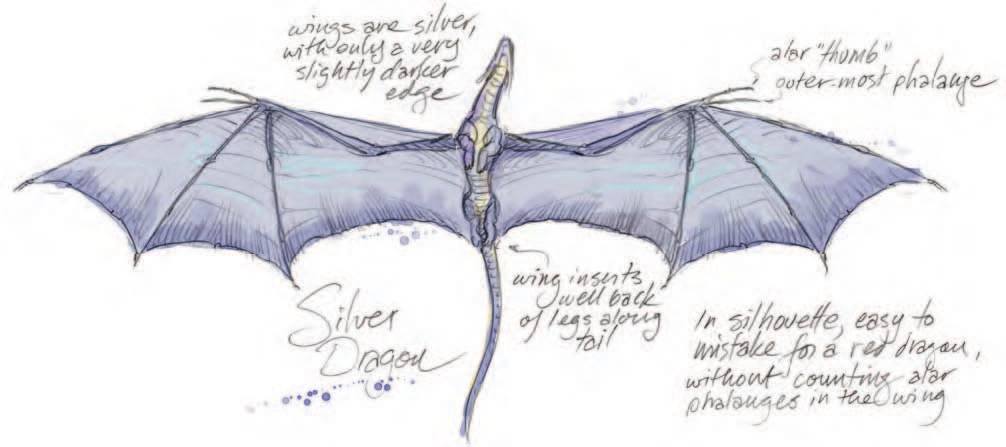 wings are silver,
with only a very
slightly darker
edge
alar "thumb"
outer-most phalange
wing inserts
well back
of legs along
tail
Silver
Dragon
In silhouette, easy to
mistake for a red dragon,
without counting alar
phalanges in the wing